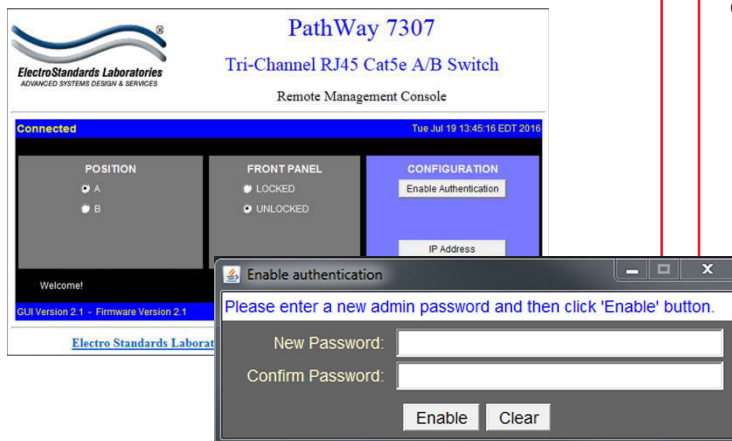 PathWay 7307
Tri-Channel RJ45 Cat5e A/B Switch
Remote Management Console
®
ElectroStandards Laboratories
ADVANCED SYSTEMS DESIGN & SERVICES
Connected
Tue Jul 19 13:45:16 EDT 2016
POSITION
A
B
FRONT PANEL
LOCKED
UNLOCKED
CONFIGURATION
Enable Authentication
IP Address
Welcome!
GUI Version 2.1 - Firmware Version 2.1
Electro Standards
Enable authentication
X
Please enter a new admin password and then click 'Enable' button.
New Password:
Confirm Password:
Enable Clear